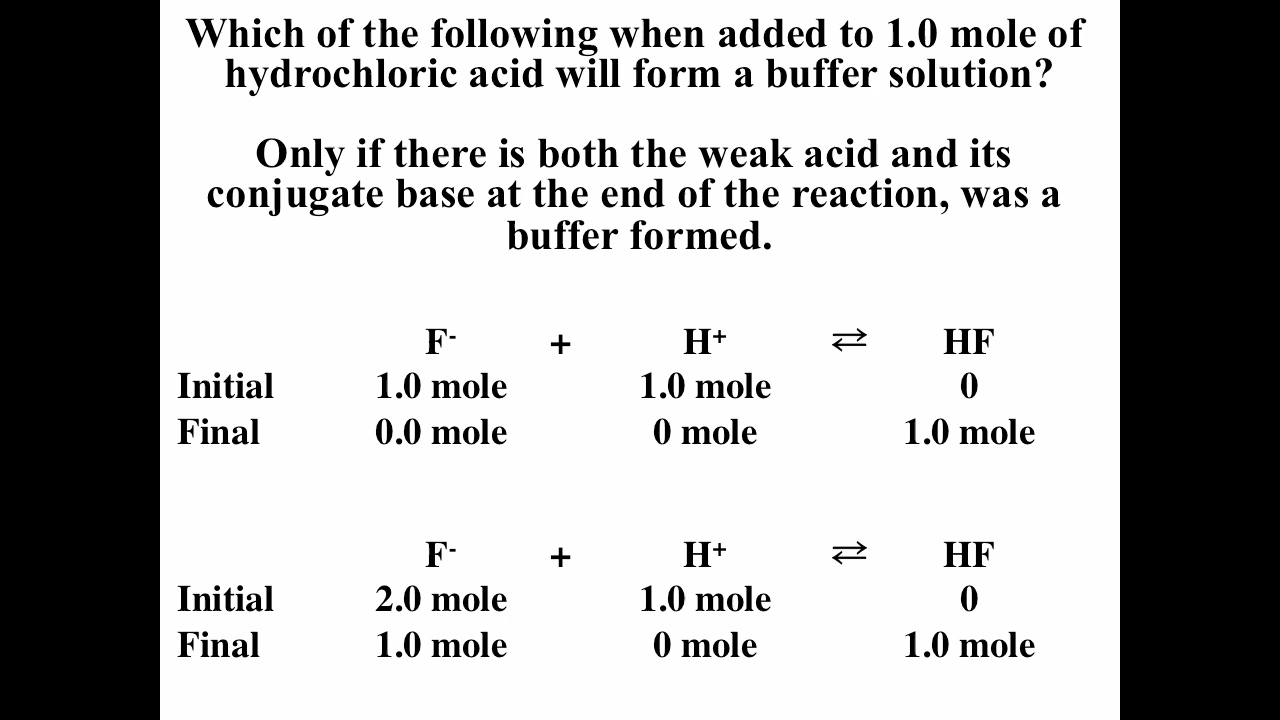 Which of the following when added to 1.0 mole of
hydrochloric acid will form a buffer solution?
Only if there is both the weak acid and its
conjugate base at the end of the reaction, was a
buffer formed.
F⁻ + H⁺ ⇄ HF
Initial 1.0 mole 1.0 mole 0
Final 0.0 mole 0 mole 1.0 mole
F⁻ + H⁺ ⇄ HF
Initial 2.0 mole 1.0 mole 0
Final 1.0 mole 0 mole 1.0 mole